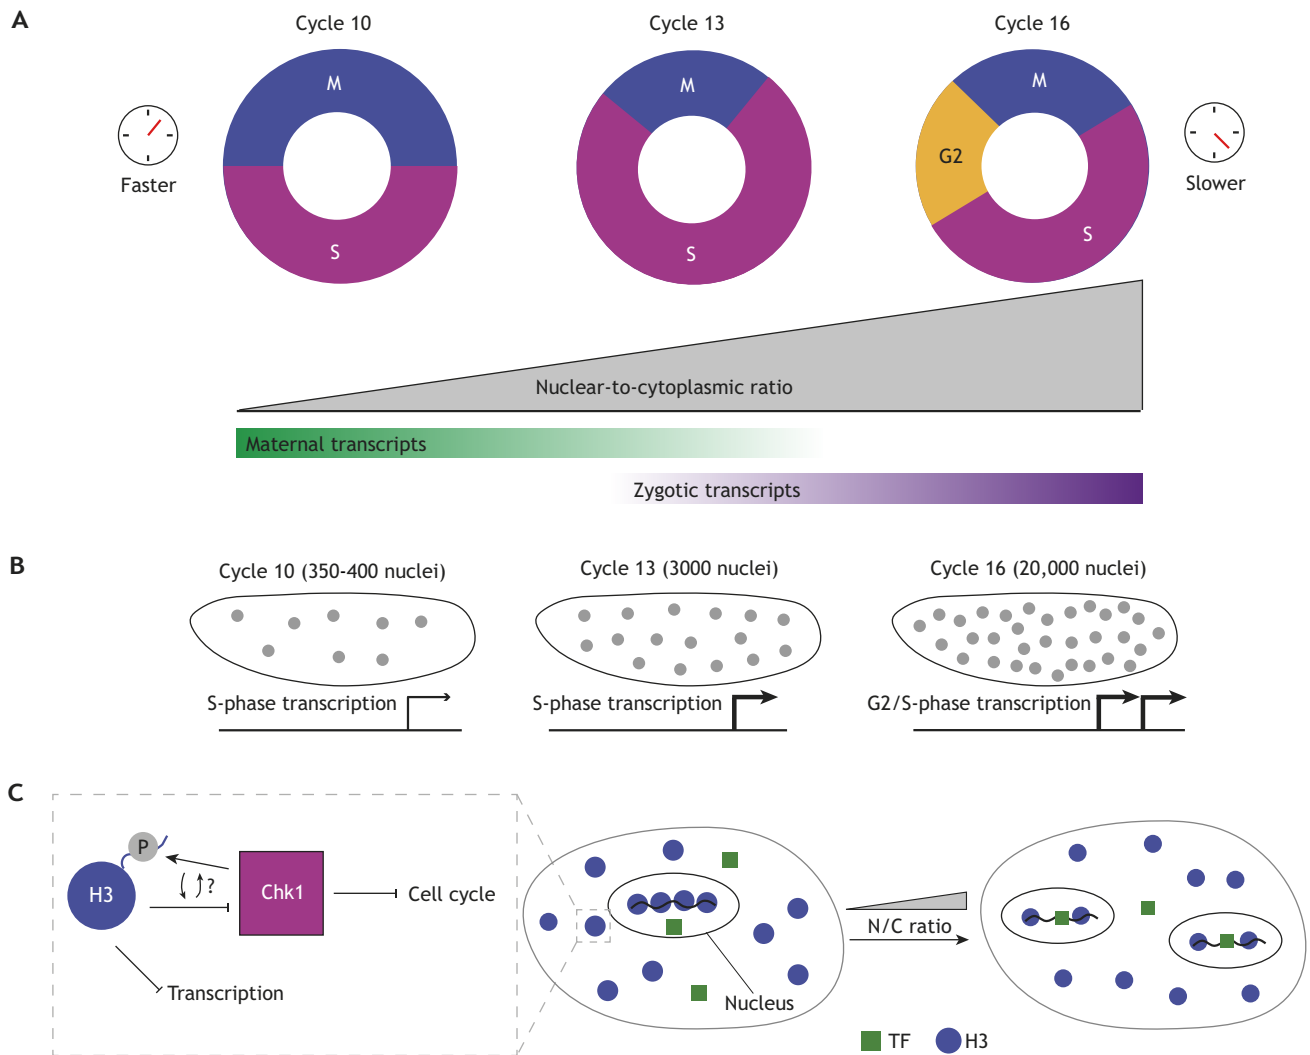 A
Cycle 10
Cycle 13
Cycle 16
M
M
M
G2
Faster
Slower
S
S
S
Nuclear-to-cytoplasmic ratio
Maternal transcripts
Zygotic transcripts
B
Cycle 10 (350-400 nuclei)
Cycle 13 (3000 nuclei)
Cycle 16 (20,000 nuclei)
S-phase transcription
S-phase transcription
G2/S-phase transcription
C
P
?
H3
Chk1
Cell cycle
Transcription
Nucleus
N/C ratio
TF
H3